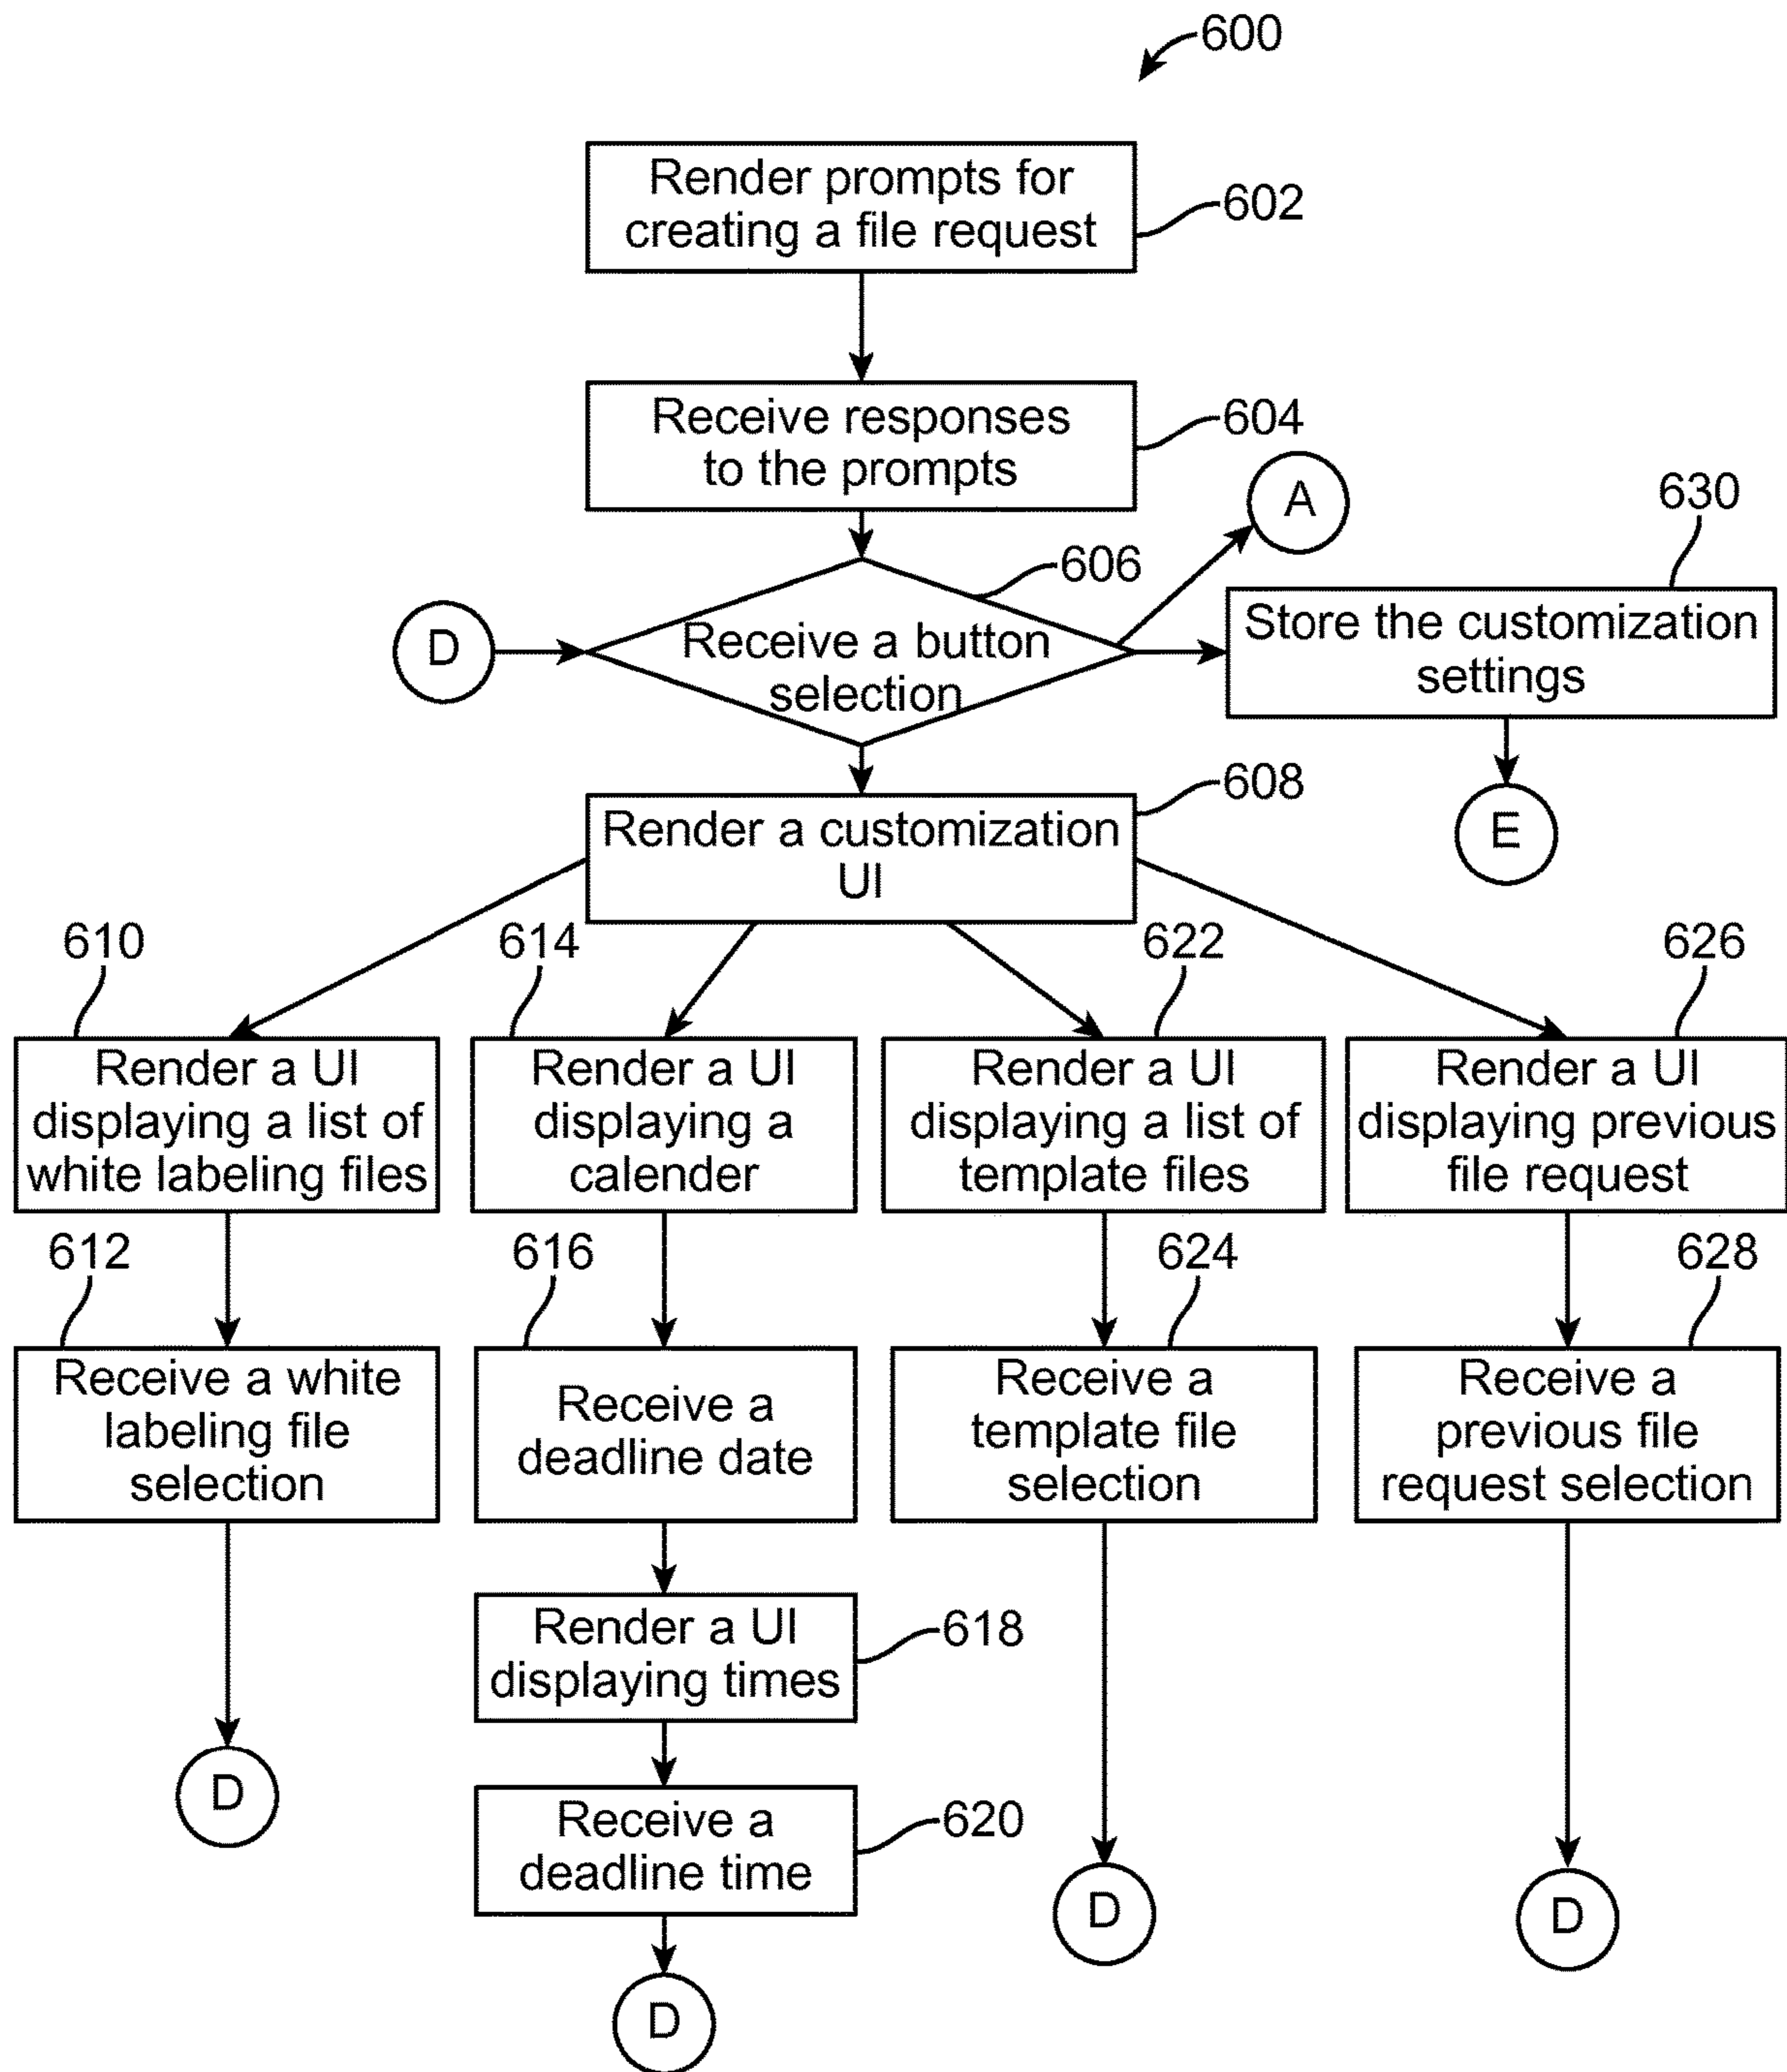 600
Render prompts for
creating a file request
602
Receive responses
to the prompts
604
A
630
606
D
Receive a button
selection
Store the customization
settings
608
Render a customization
UI
E
610
614
622
626
Render a UI
displaying a list of
white labeling files
Render a UI
displaying a
calender
Render a UI
displaying a list of
template files
Render a UI
displaying previous
file request
612
616
624
628
Receive a white
labeling file
selection
Receive a
deadline date
Receive a
template file
selection
Receive a
previous file
request selection
Render a UI
displaying times
618
D
Receive a
deadline time
620
D
D
D